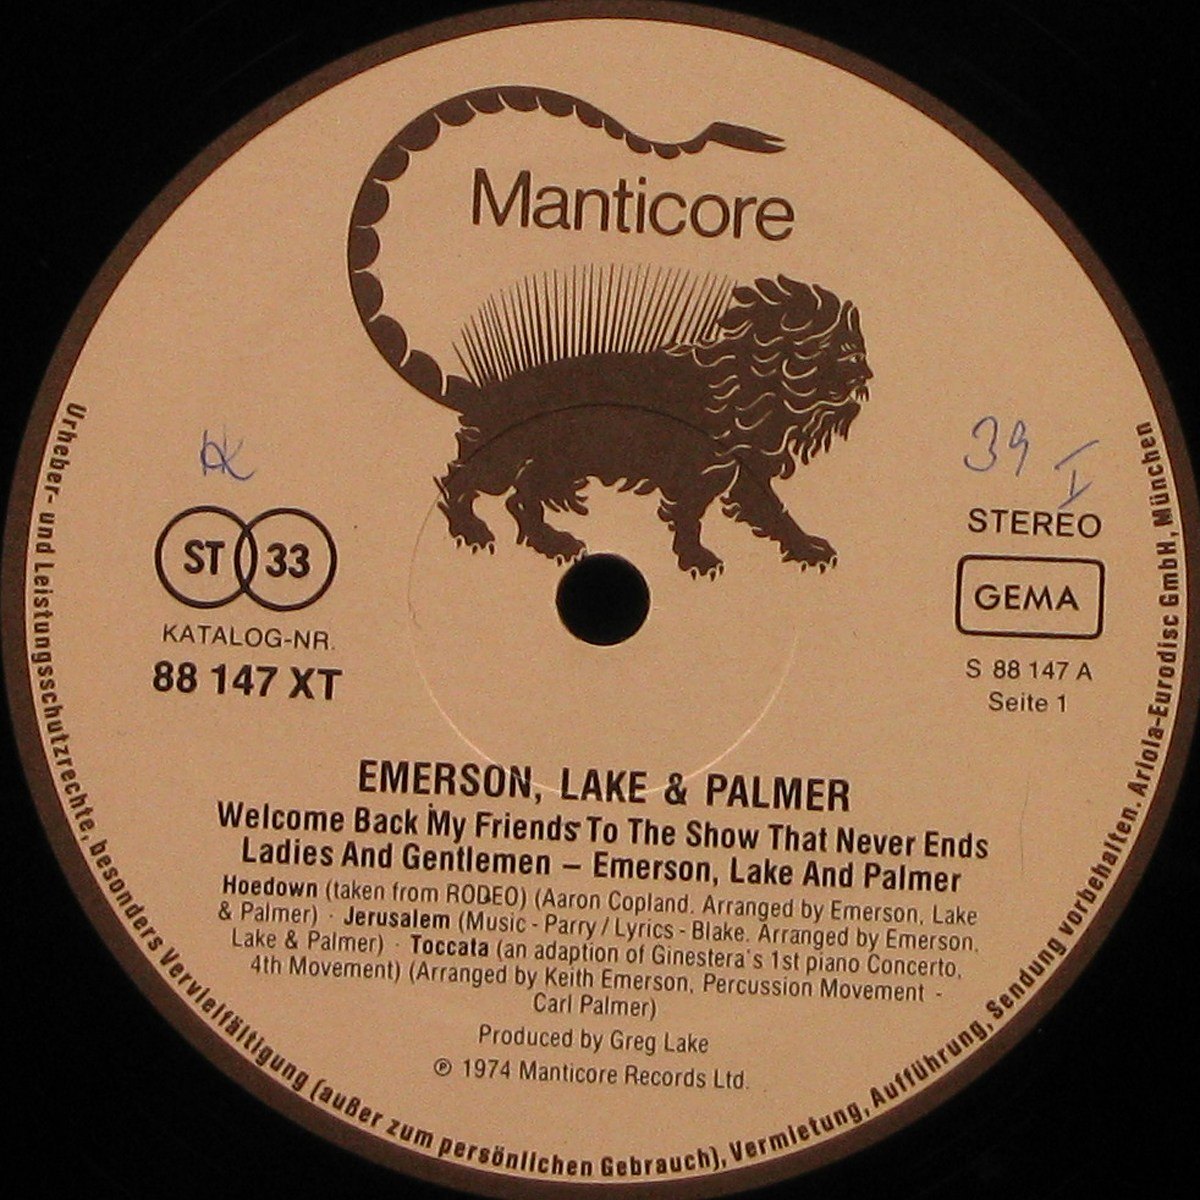 Manticore
39 I
ST 33
KATALOG-NR.
88 147 XT
STEREO
GEMA
S 88 147 A
Seite 1
EMERSON, LAKE & PALMER
Welcome Back My Friends To The Show That Never Ends
Ladies And Gentlemen – Emerson, Lake And Palmer
Hoedown (taken from RODEO) (Aaron Copland. Arranged by Emerson, Lake
& Palmer) · Jerusalem (Music - Parry / Lyrics - Blake. Arranged by Emerson,
Lake & Palmer) · Toccata (an adaption of Ginestera's 1st piano Concerto,
4th Movement) (Arranged by Keith Emerson, Percussion Movement -
Carl Palmer)
Produced by Greg Lake
℗ 1974 Manticore Records Ltd.
Urheber- und Leistungsschutzrechte, besonders Vervielfältigung (außer zum persönlichen Gebrauch), Vermietung, Aufführung, Sendung vorbehalten. Ariola-Eurodisc GmbH, München